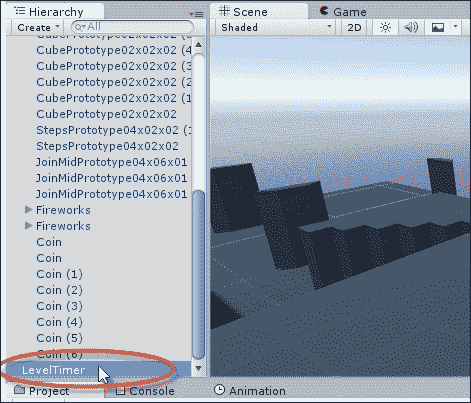 Hierarchy
Create
All
CubePrototype02x02x02 (4
CubePrototype02x02x02 (3
CubePrototype02x02x02 (2
CubePrototype02x02x02 (1
CubePrototype02x02x02
StepsPrototype04x02x02 (1
StepsPrototype04x02x02
JoinMidPrototype04x06x01
JoinMidPrototype04x06x01
JoinMidPrototype04x06x01
Fireworks
Fireworks
Coin
Coin
Coin (1)
Coin (2)
Coin (3)
Coin (4)
Coin (5)
Coin (6)
LevelTimer
Scene
Game
Shaded
2D
Project
Console
Animation